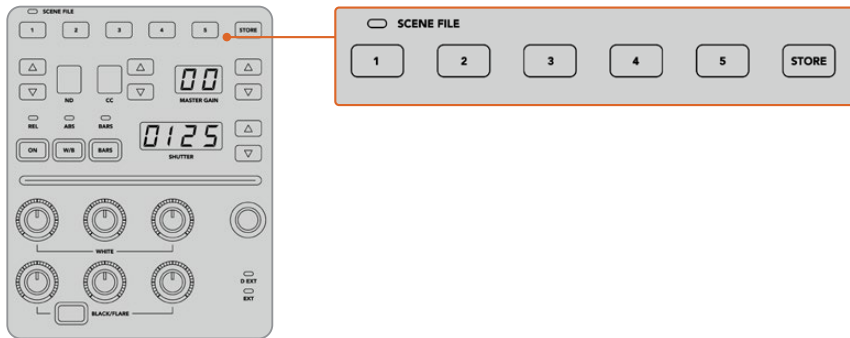 SCENE FILE
1 2 3 4 5 STORE
ND CC 00
MASTER GAIN
REL ABS BARS
ON W/B BARS 0125
SHUTTER
WHITE
D EXT
EXT
BLACK/FLARE
SCENE FILE
1 2 3 4 5 STORE